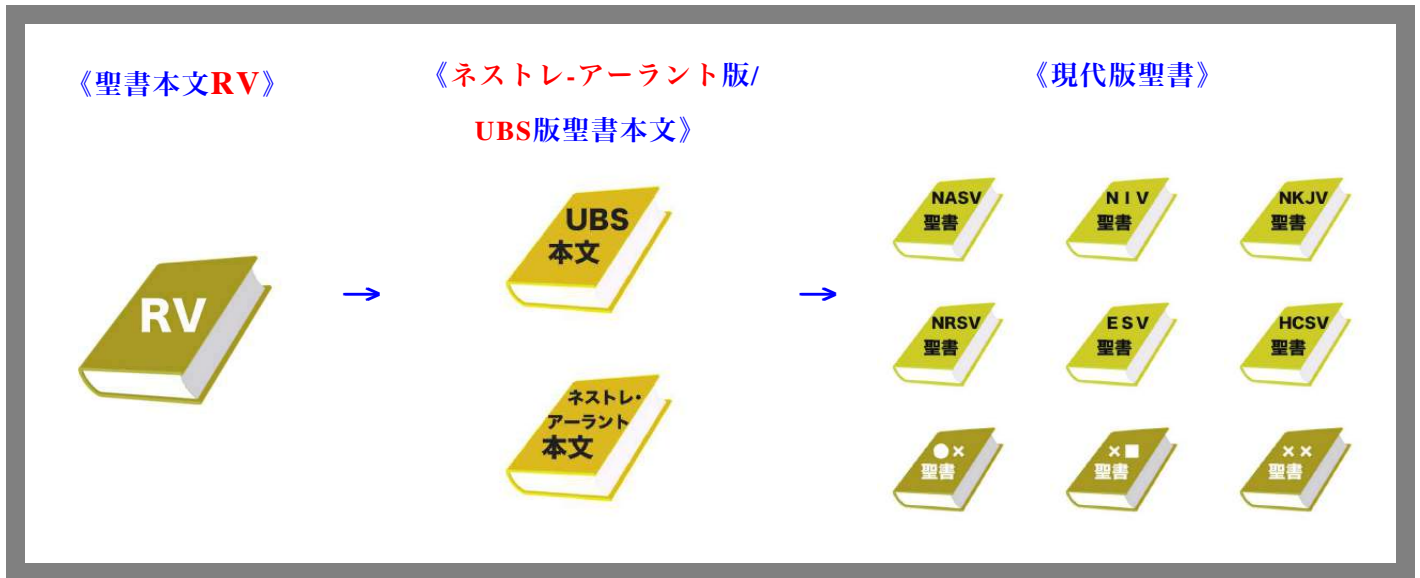 《聖書本文RV》
《ネストレ-アーラント版/
UBS版聖書本文》
《現代版聖書》
RV
→
UBS
本文
ネストレ・
アーラント
本文
→
NASV
聖書
NIV
聖書
NKJV
聖書
NRSV
聖書
ESV
聖書
HCSV
聖書
●×
聖書
×■
聖書
××
聖書